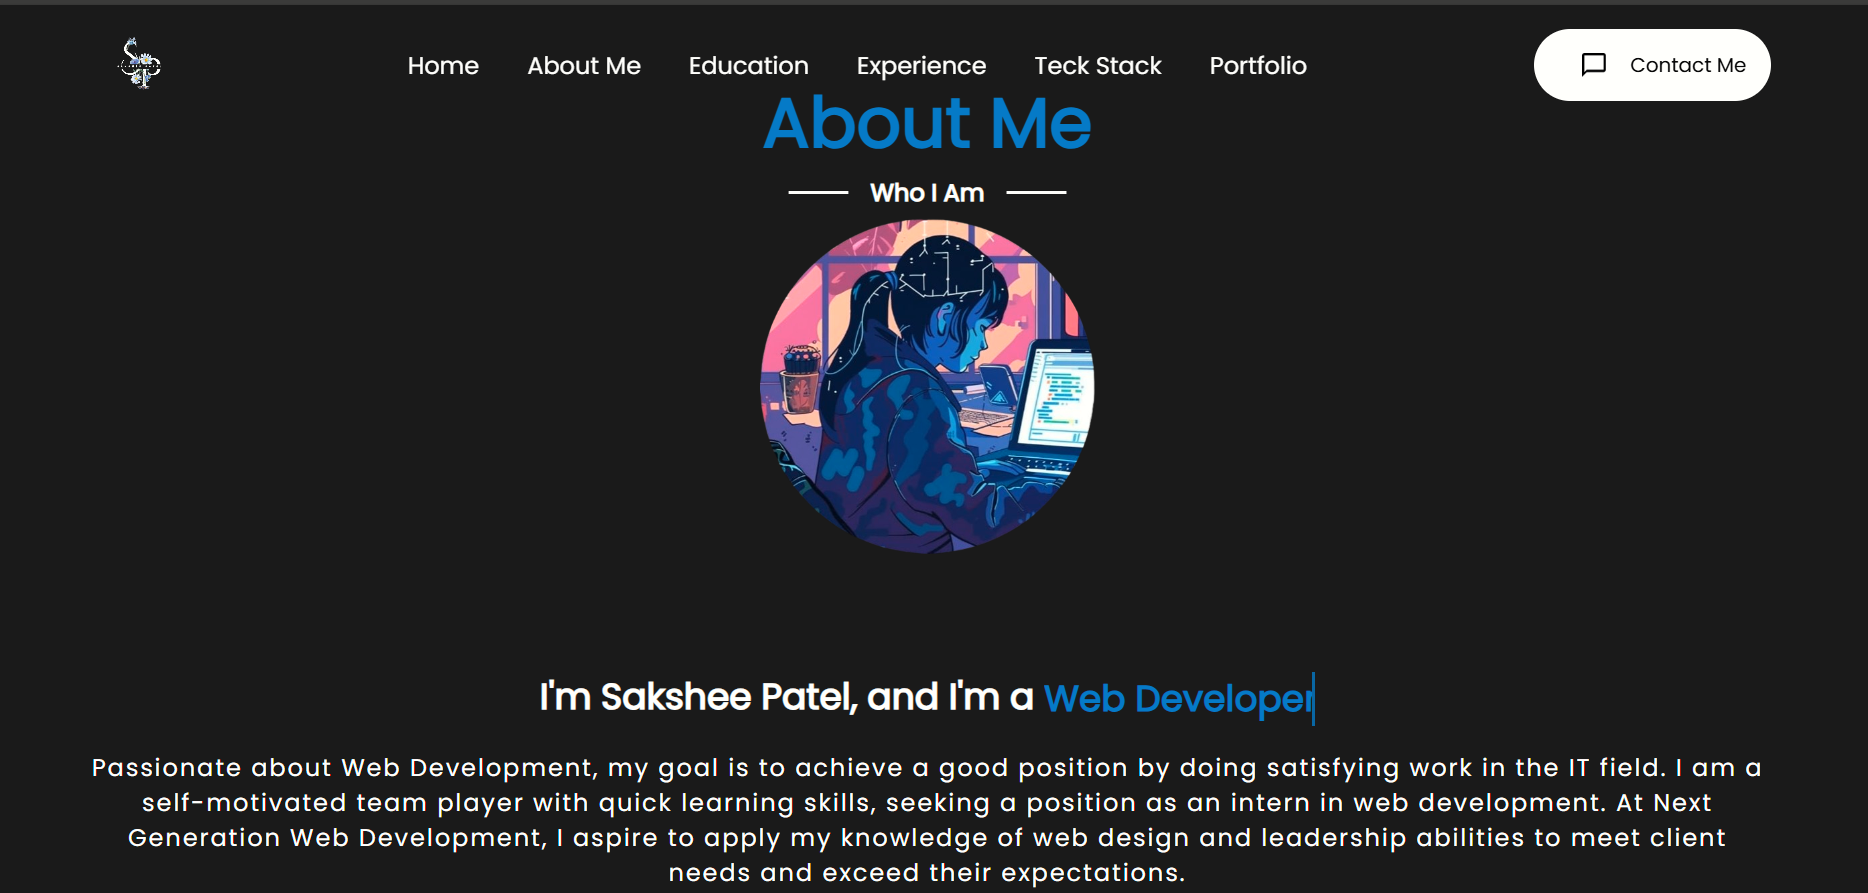 Home
About Me
Education
Experience
Teck Stack
Portfolio
Contact Me
About Me
Who I Am
I'm Sakshee Patel, and I'm a Web Developer
Passionate about Web Development, my goal is to achieve a good position by doing satisfying work in the IT field. I am a
self-motivated team player with quick learning skills, seeking a position as an intern in web development. At Next
Generation Web Development, I aspire to apply my knowledge of web design and leadership abilities to meet client
needs and exceed their expectations.